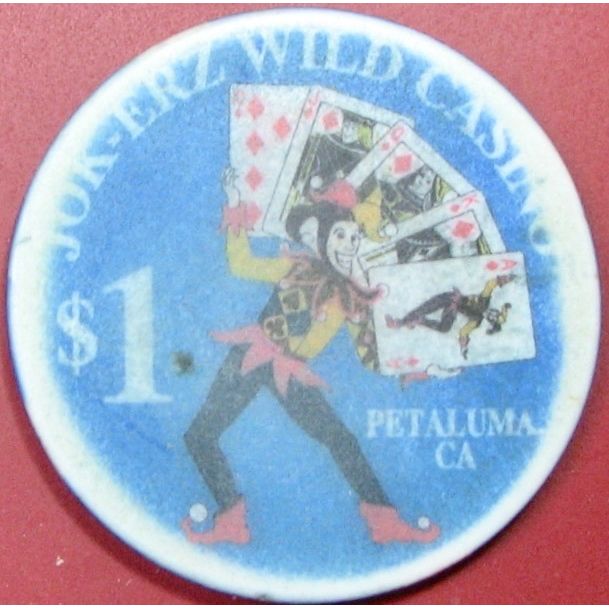 JOK-ERZ WILD CASINO
$1
PETALUMA
CA